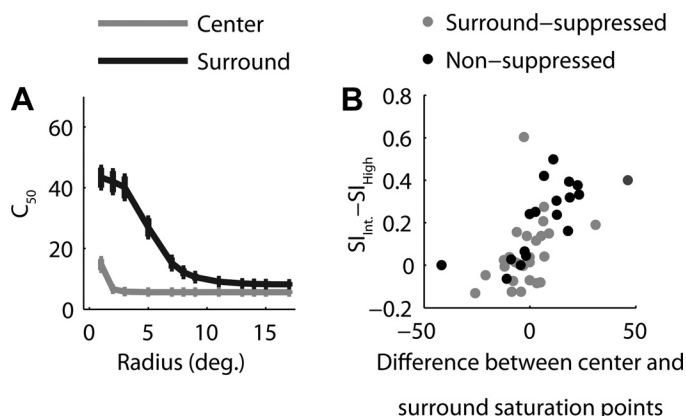 Center
Surround
Surround−suppressed
Non−suppressed
A
60
40
20
0
C50
0
5
10
15
Radius (deg.)
B
0.8
0.6
0.4
0.2
0
−0.2
SIInt.−SIHigh
−50
0
50
Difference between center and
surround saturation points